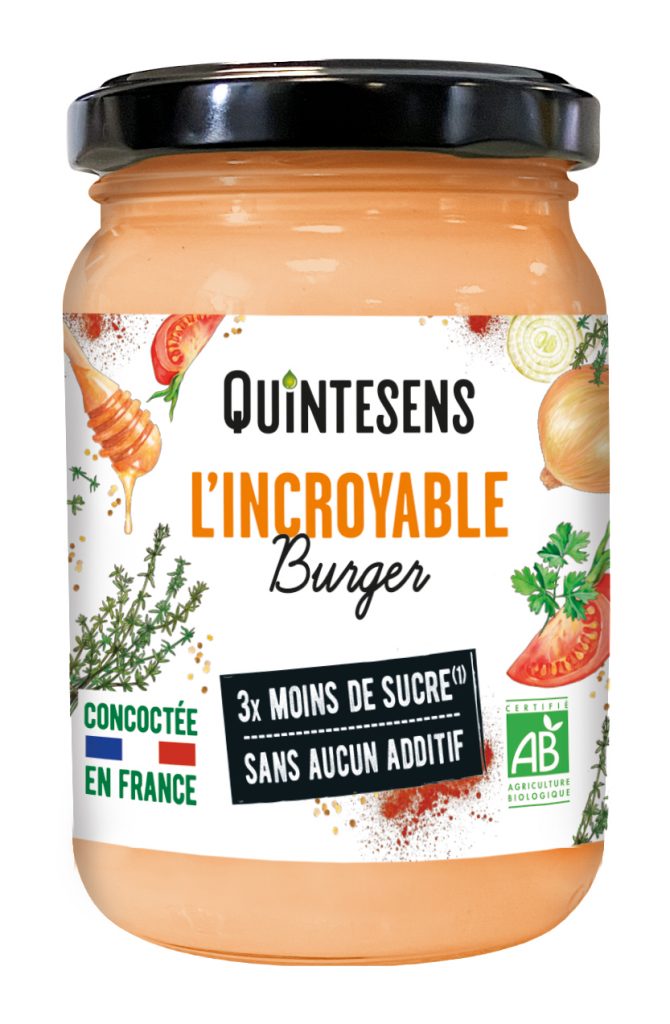 QUINTESENS
L'INCROYABLE
Burger
3x MOINS DE SUCRE(1)
SANS AUCUN ADDITIF
CONCOCTÉE
EN FRANCE
CERTIFIÉ
AB
AGRICULTURE
BIOLOGIQUE